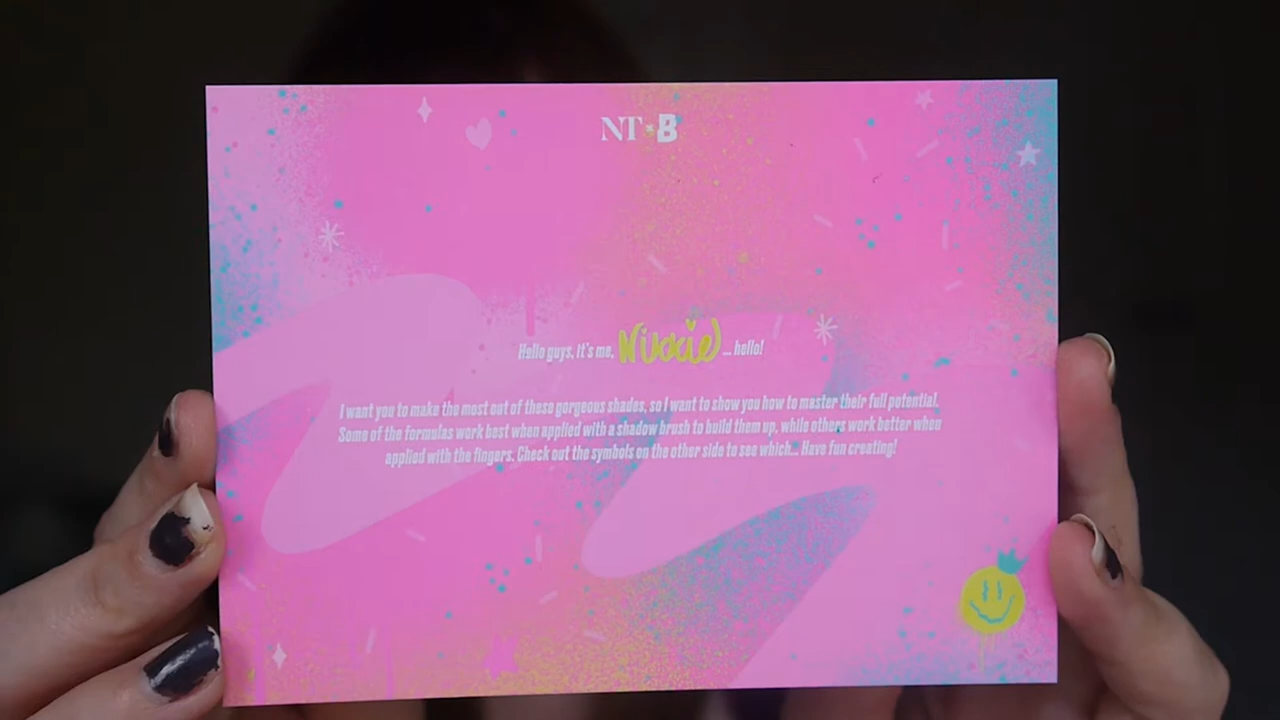 NT × B
Hello guys, it's me, Nikkie ... hello!
I want you to make the most out of these gorgeous shades, so I want to show you how to master their full potential.
Some of the formulas work best when applied with a shadow brush to build them up, while others work better when
applied with the fingers. Check out the symbols on the other side to see which... Have fun creating!